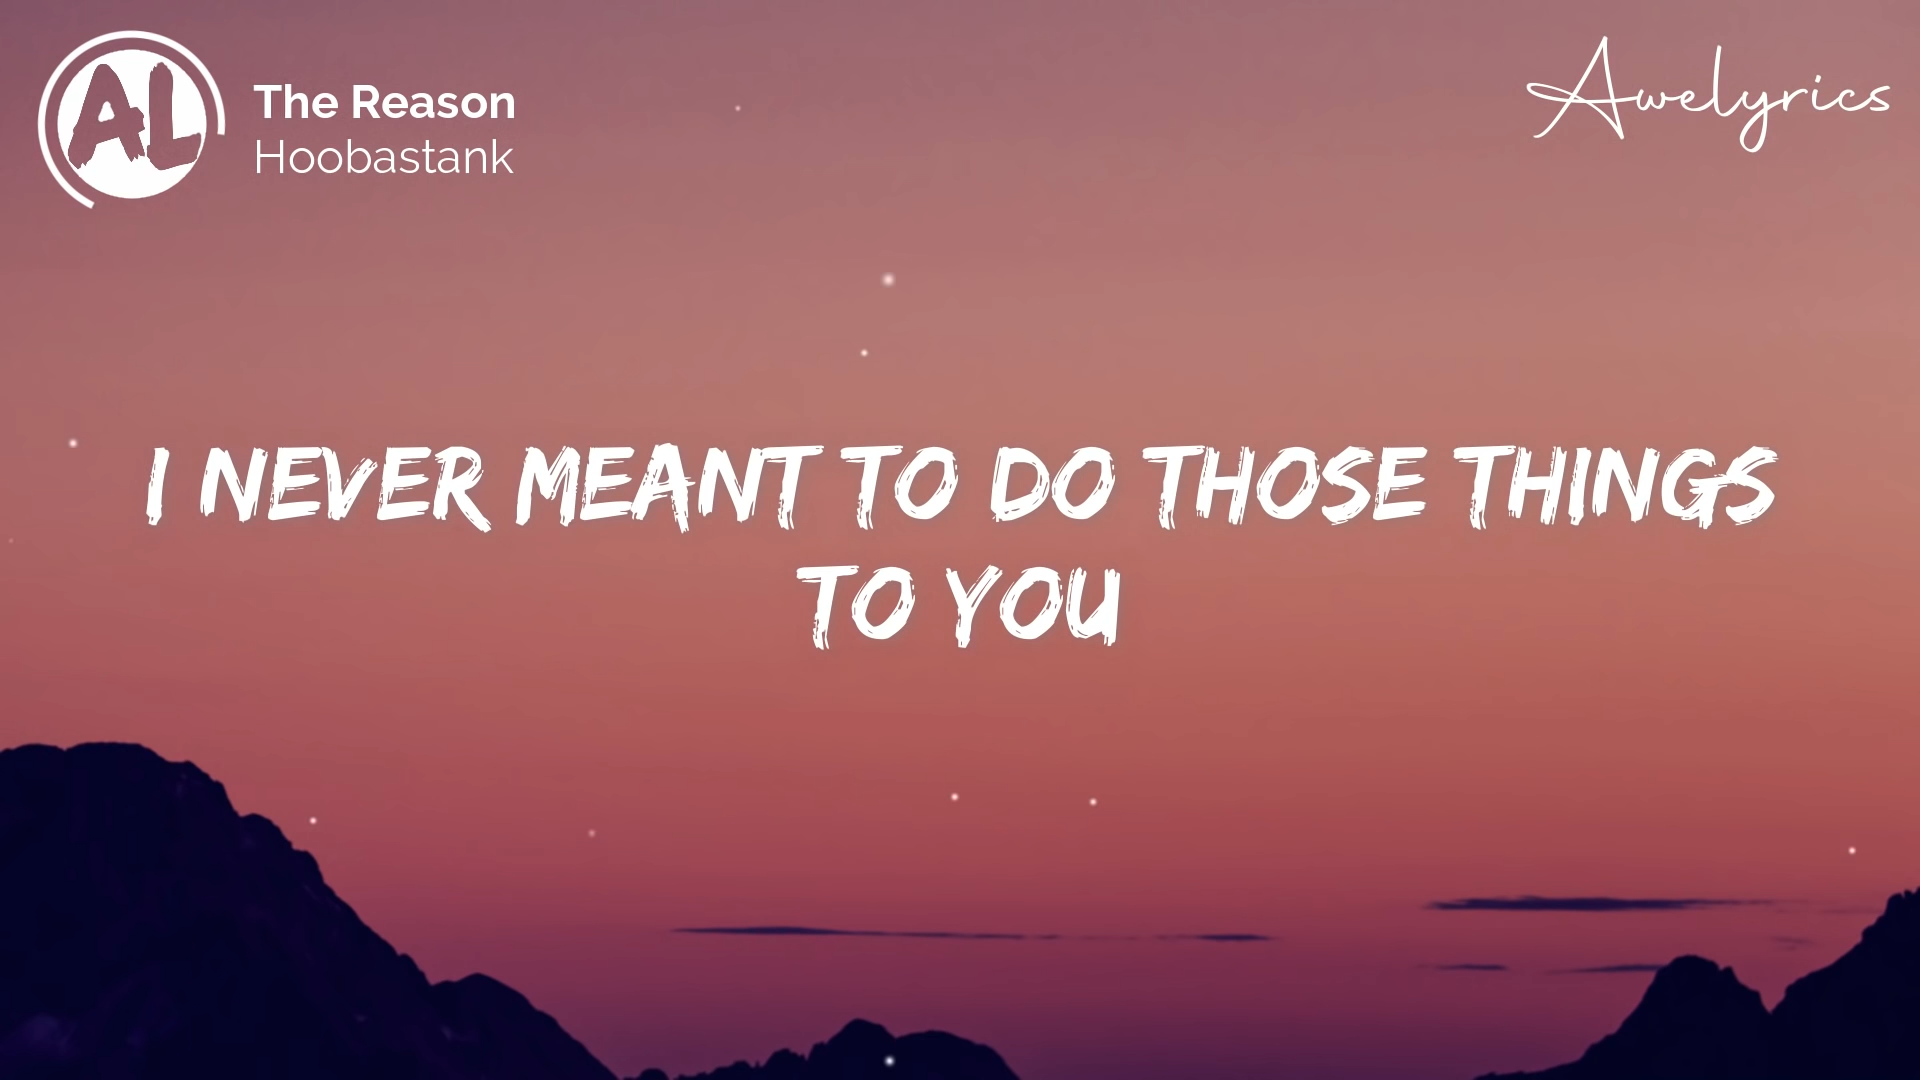 AL
The Reason
Hoobastank
Awelyrics
I NEVER MEANT TO DO THOSE THINGS
TO YOU